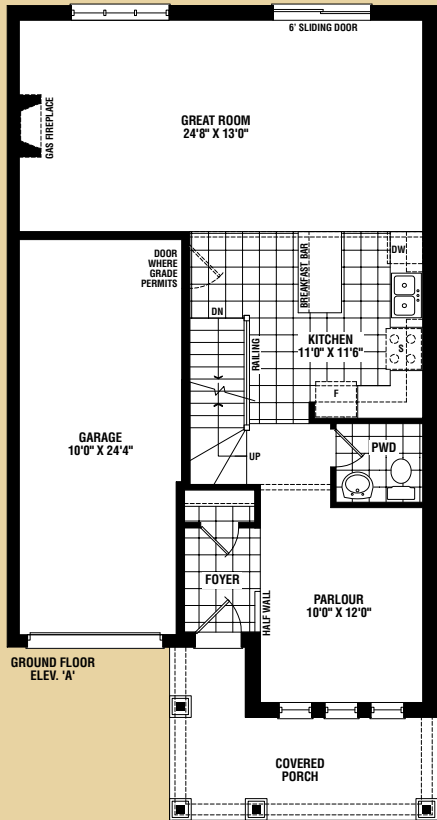 6' SLIDING DOOR
GREAT ROOM
24'8" X 13'0"
GAS FIREPLACE
DOOR
WHERE
GRADE
PERMITS
BREAKFAST BAR
DW
DN
RAILING
KITCHEN
11'0" X 11'6"
S
F
GARAGE
10'0" X 24'4"
UP
PWD
FOYER
HALF WALL
PARLOUR
10'0" X 12'0"
GROUND FLOOR
ELEV. 'A'
COVERED
PORCH